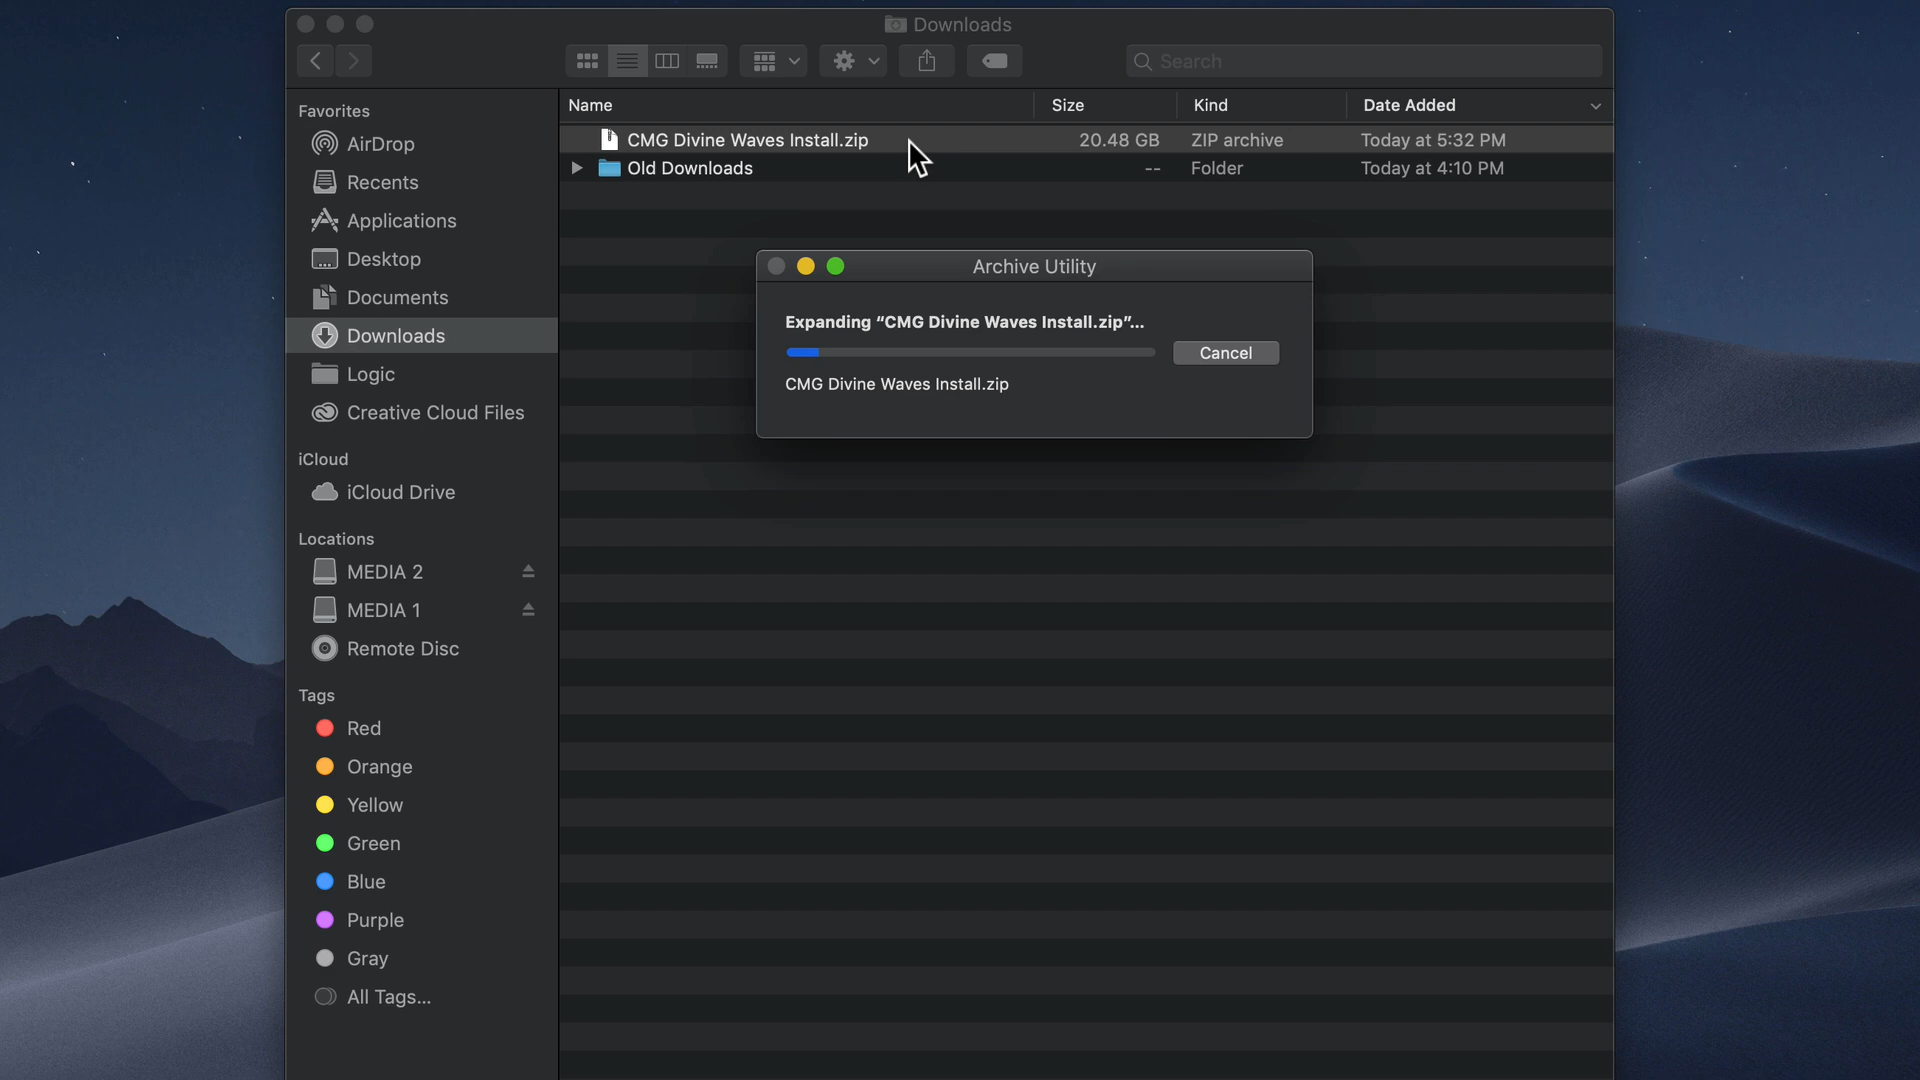 Downloads
Search
Favorites
AirDrop
Recents
Applications
Desktop
Documents
Downloads
Logic
Creative Cloud Files
iCloud
iCloud Drive
Locations
MEDIA 2
MEDIA 1
Remote Disc
Tags
Red
Orange
Yellow
Green
Blue
Purple
Gray
All Tags...
Name Size Kind Date Added
CMG Divine Waves Install.zip 20.48 GB ZIP archive Today at 5:32 PM
Old Downloads -- Folder Today at 4:10 PM
Archive Utility
Expanding “CMG Divine Waves Install.zip”...
Cancel
CMG Divine Waves Install.zip